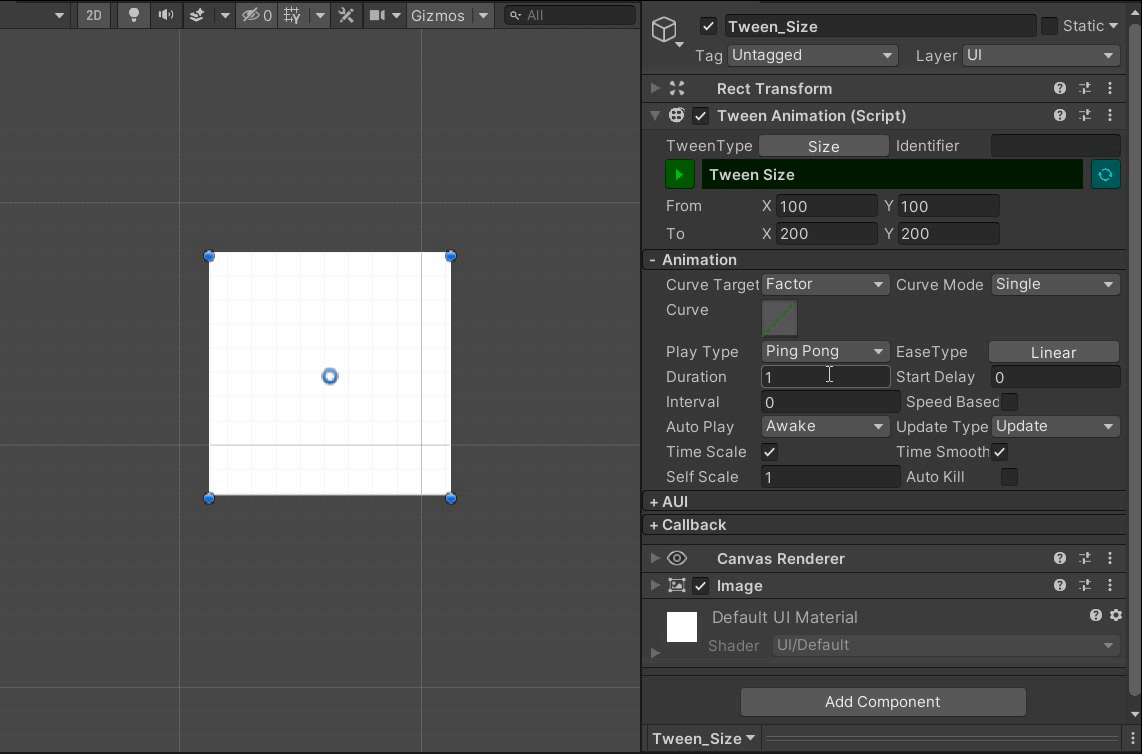 2D 0 Gizmos All
Tween_Size Static
Tag Untagged Layer UI
Rect Transform
Tween Animation (Script)
TweenType Size Identifier
Tween Size
From X 100 Y 100
To X 200 Y 200
- Animation
Curve Target Factor Curve Mode Single
Curve
Play Type Ping Pong EaseType Linear
Duration 1 Start Delay 0
Interval 0 Speed Based
Auto Play Awake Update Type Update
Time Scale Time Smooth
Self Scale 1 Auto Kill
+ AUI
+ Callback
Canvas Renderer
Image
Default UI Material
Shader UI/Default
Add Component
Tween_Size